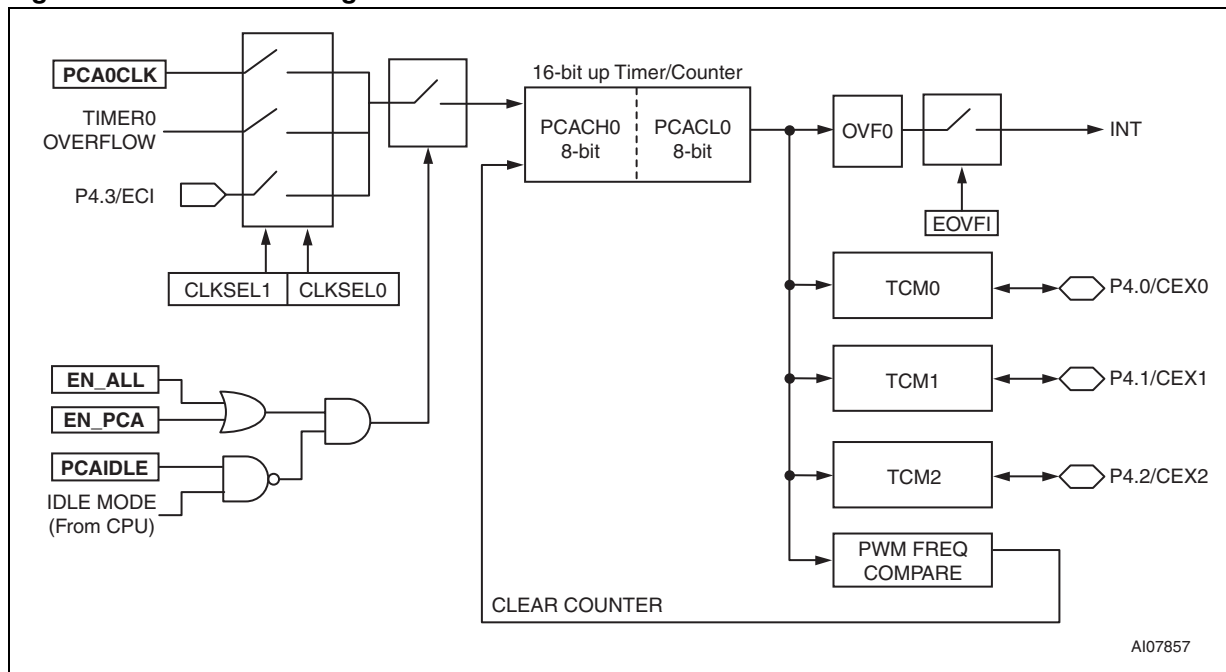 PCA0CLK
TIMER0
OVERFLOW
P4.3/ECI
CLKSEL1
CLKSEL0
EN_ALL
EN_PCA
PCAIDLE
IDLE MODE
(From CPU)
16-bit up Timer/Counter
PCACH0
8-bit
PCACL0
8-bit
OVF0
INT
EOVFI
TCM0
P4.0/CEX0
TCM1
P4.1/CEX1
TCM2
P4.2/CEX2
PWM FREQ
COMPARE
CLEAR COUNTER
AI07857